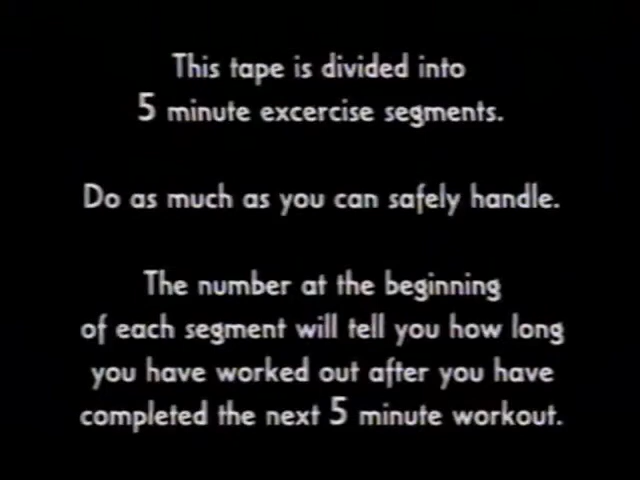 This tape is divided into
5 minute excercise segments.
Do as much as you can safely handle.
The number at the beginning
of each segment will tell you how long
you have worked out after you have
completed the next 5 minute workout.